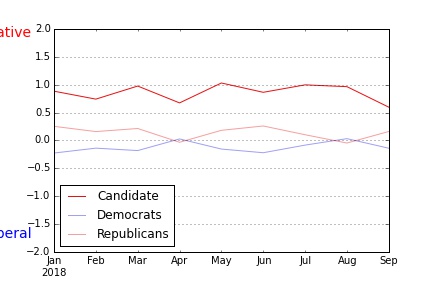 2.0
ative
1.5
1.0
0.5
0.0
−0.5
−1.0
−1.5
−2.0
beral
Candidate
Democrats
Republicans
Jan Feb Mar Apr May Jun Jul Aug Sep
2018